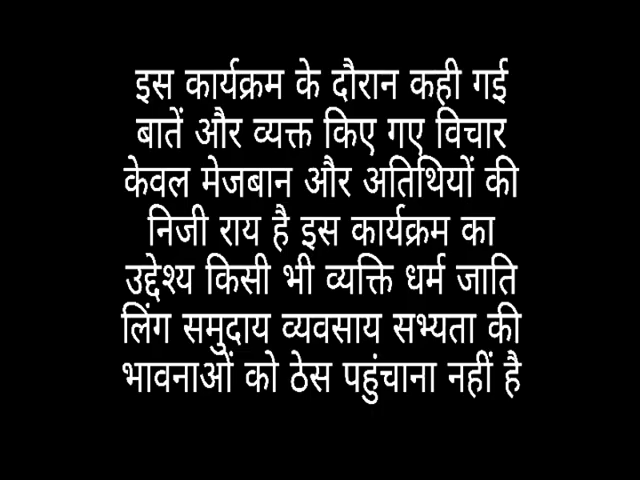 इस कार्यक्रम के दौरान कही गई
बातें और व्यक्त किए गए विचार
केवल मेजबान और अतिथियों की
निजी राय है इस कार्यक्रम का
उद्देश्य किसी भी व्यक्ति धर्म जाति
लिंग समुदाय व्यवसाय सभ्यता की
भावनाओं को ठेस पहुंचाना नहीं है